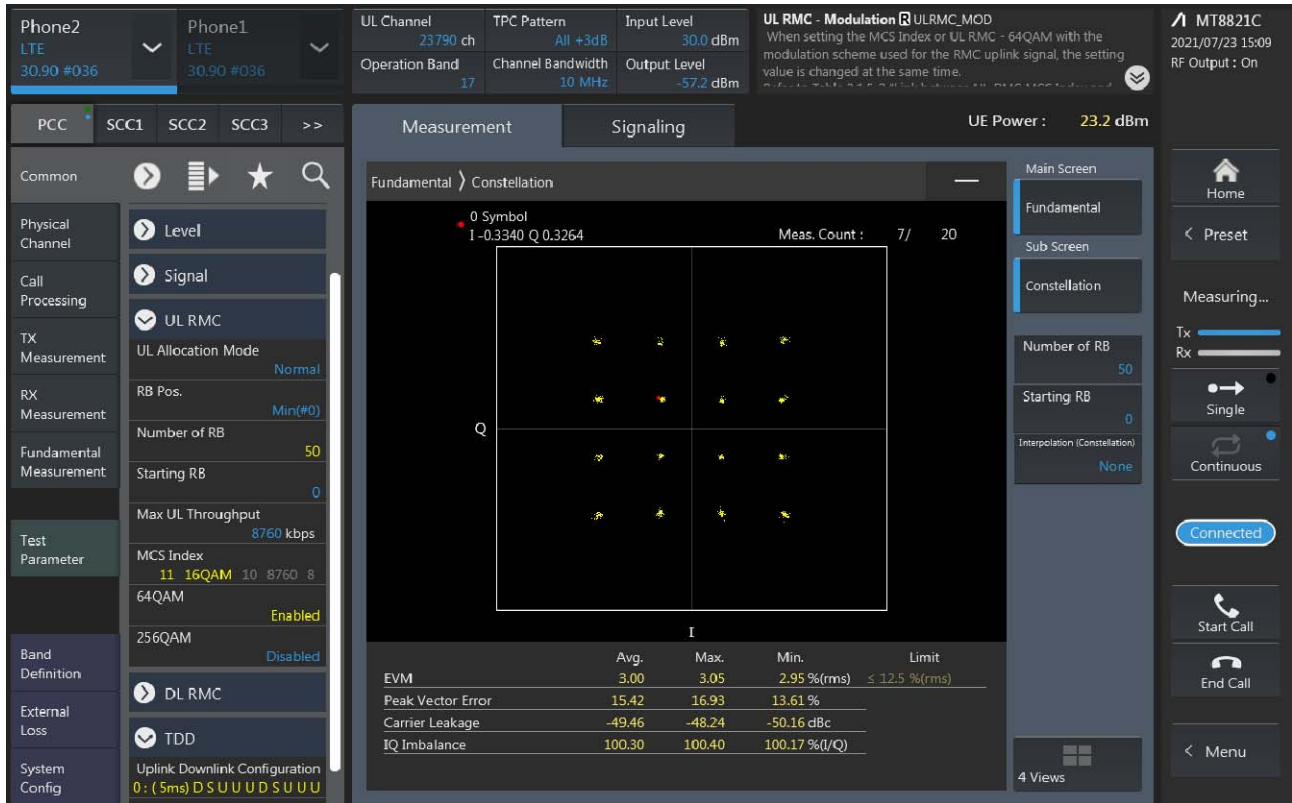 Phone2
LTE
30.90 #036
Phone1
LTE
30.90 #036
UL Channel
23790 ch
TPC Pattern
All +3dB
Input Level
30.0 dBm
Operation Band
17
Channel Bandwidth
10 MHz
Output Level
-57.2 dBm
UL RMC - Modulation R ULRMC_MOD
When setting the MCS Index or UL RMC - 64QAM with the
modulation scheme used for the RMC uplink signal, the setting
value is changed at the same time.
MT8821C
2021/07/23 15:09
RF Output : On
PCC SCC1 SCC2 SCC3 >>
Measurement
Signaling
UE Power : 23.2 dBm
Common
Physical
Channel
Call
Processing
TX
Measurement
RX
Measurement
Fundamental
Measurement
Test
Parameter
Band
Definition
External
Loss
System
Config
Level
Signal
UL RMC
UL Allocation Mode
Normal
RB Pos.
Min(#0)
Number of RB
50
Starting RB
0
Max UL Throughput
8760 kbps
MCS Index
11 16QAM 10 8760 8
64QAM
Enabled
256QAM
Disabled
DL RMC
TDD
Uplink Downlink Configuration
0 : ( 5ms) D S U U U D S U U U
Fundamental > Constellation
0 Symbol
I -0.3340 Q 0.3264
Meas. Count : 7/ 20
Q
I
Avg. Max. Min. Limit
EVM 3.00 3.05 2.95 %(rms) ≤ 12.5 %(rms)
Peak Vector Error 15.42 16.93 13.61 %
Carrier Leakage -49.46 -48.24 -50.16 dBc
IQ Imbalance 100.30 100.40 100.17 %(I/Q)
Main Screen
Fundamental
Sub Screen
Constellation
Number of RB
50
Starting RB
0
Interpolation (Constellation)
None
4 Views
Home
< Preset
Measuring...
Tx
Rx
Single
Continuous
Connected
Start Call
End Call
< Menu